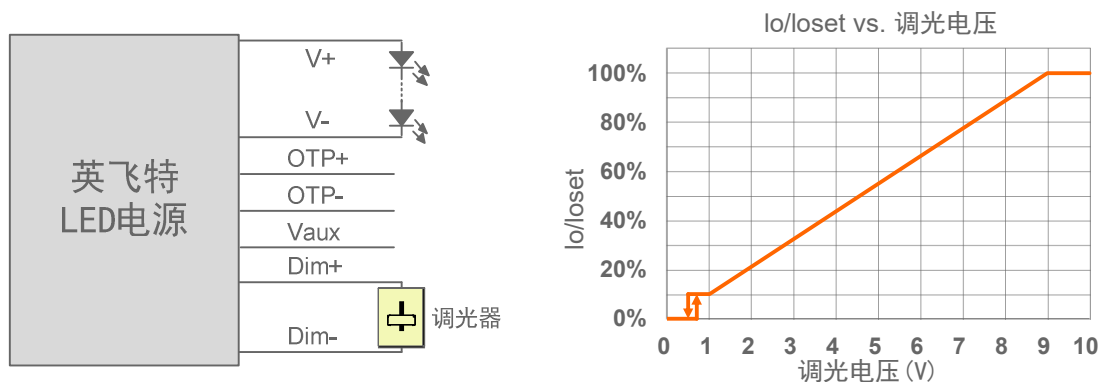 英飞特
LED电源
V+
V-
OTP+
OTP-
Vaux
Dim+
Dim-
调光器
Io/Ioset vs. 调光电压
Io/Ioset
100%
80%
60%
40%
20%
0%
0 1 2 3 4 5 6 7 8 9 10
调光电压(V)